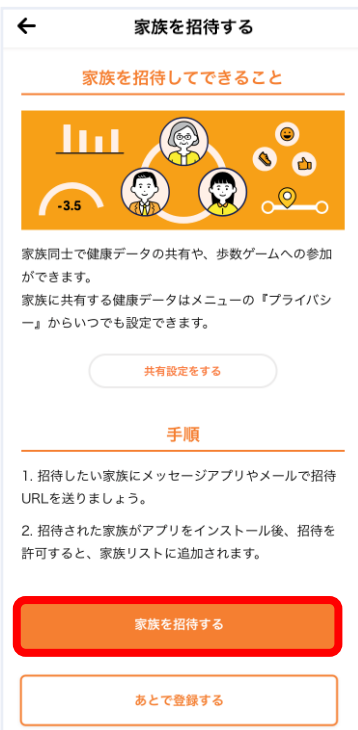 家族を招待する
家族を招待してできること
-3.5
家族同士で健康データの共有や、歩数ゲームへの参加
ができます。
家族に共有する健康データはメニューの『プライバシ
ー』からいつでも設定できます。
共有設定をする
手順
1. 招待したい家族にメッセージアプリやメールで招待
URLを送りましょう。
2. 招待された家族がアプリをインストール後、招待を
許可すると、家族リストに追加されます。
家族を招待する
あとで登録する